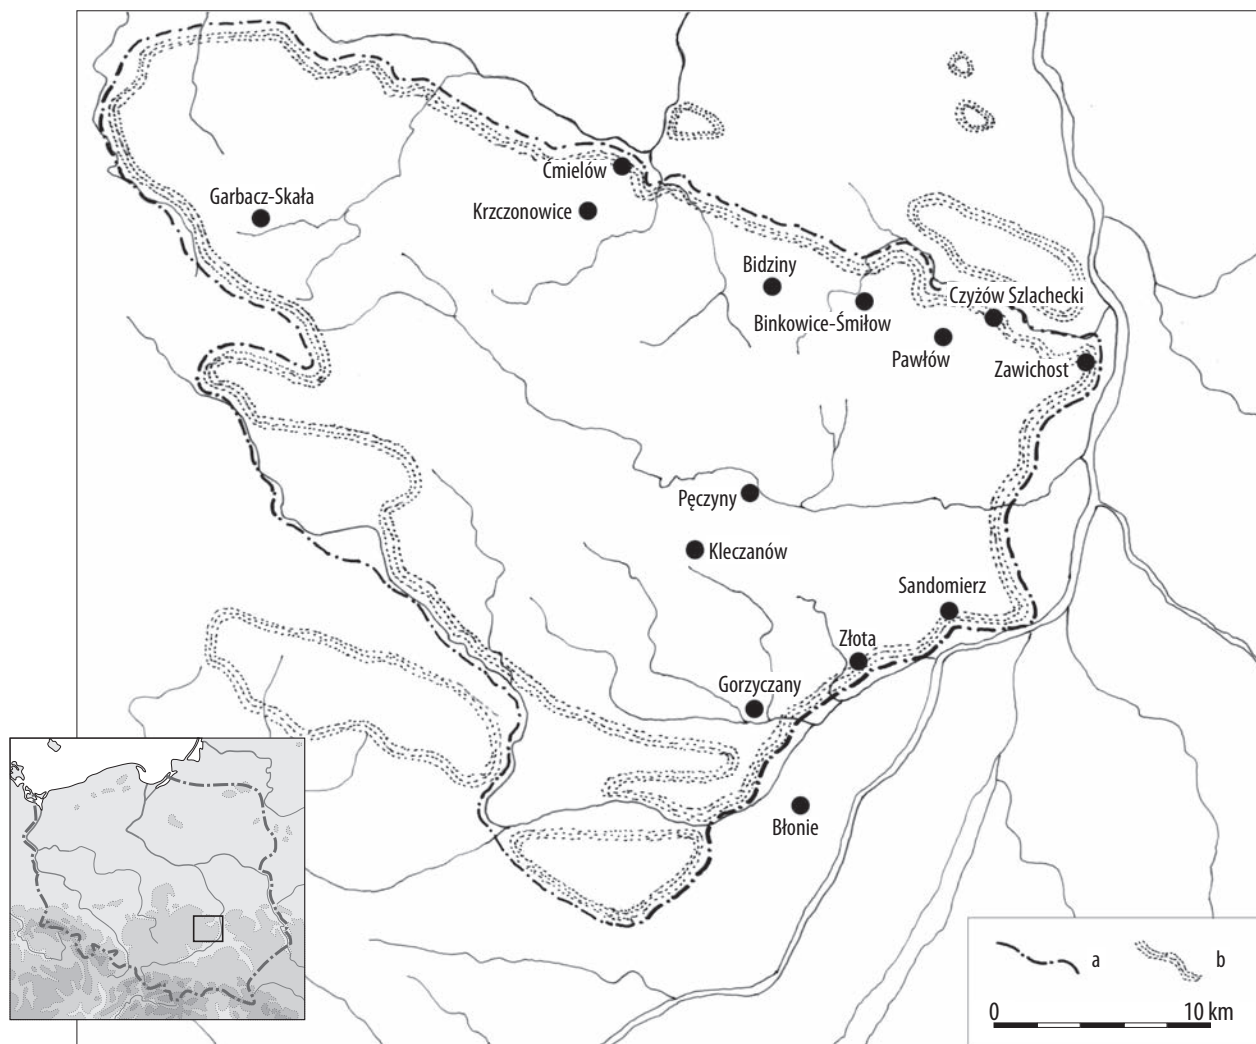 Ćmielów
Garbacz-Skała
Krzczonowice
Bidziny
Czyżów Szlachecki
Binkowice-Śmiłow
Pawłów
Zawichost
Pęczyny
Kleczanów
Sandomierz
Złota
Gorzyczany
Błonie
a
b
0
10 km